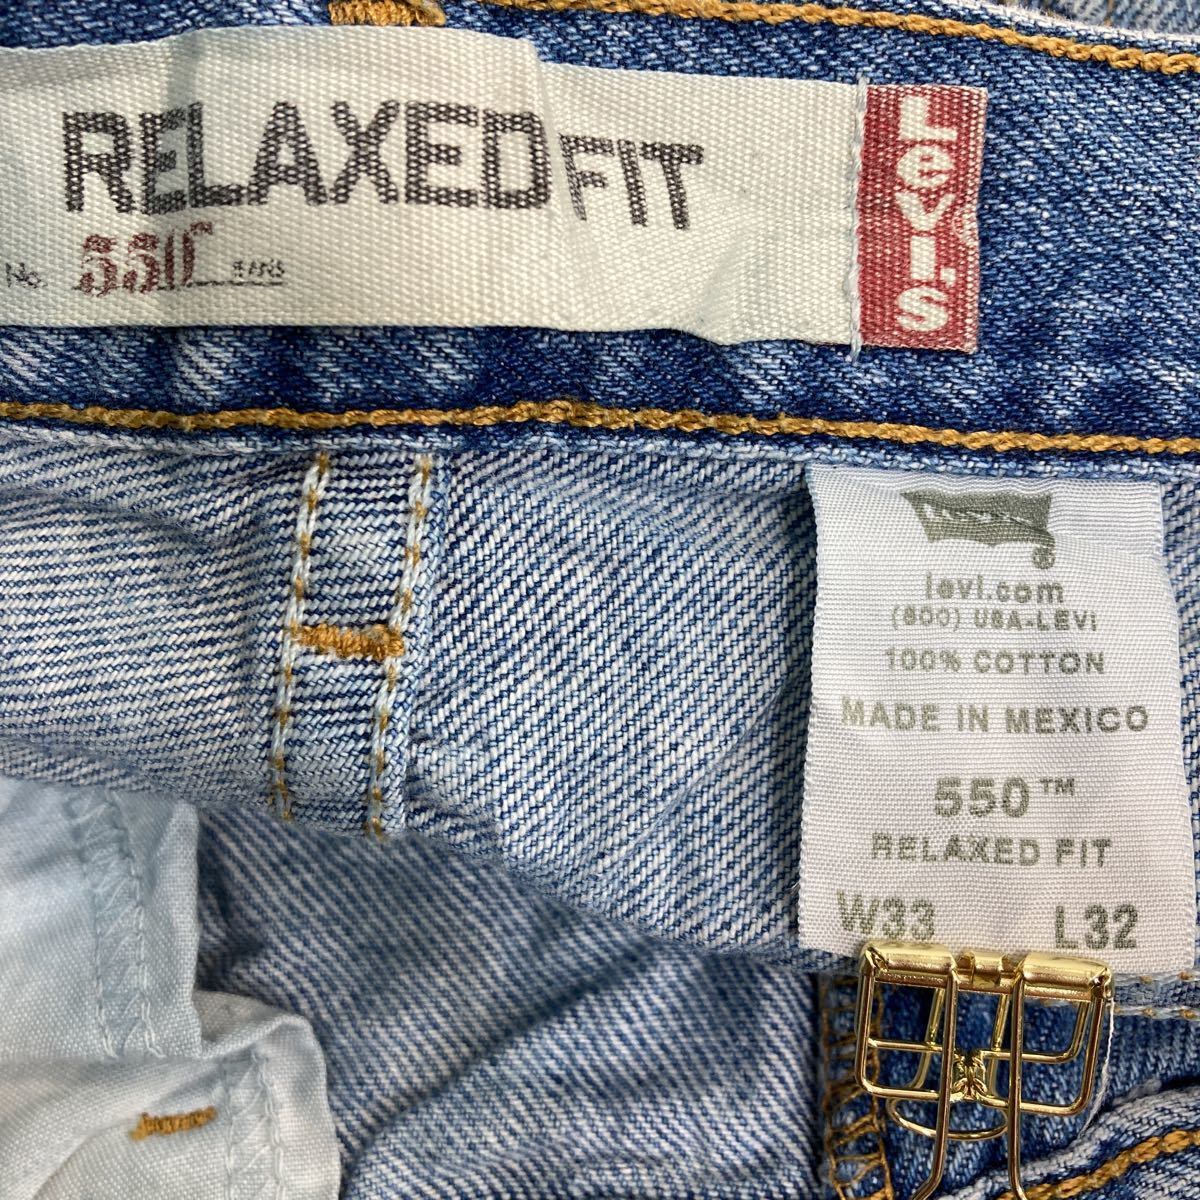 RELAXED FIT
No. 550 JEANS
Levi's
Levi's
levi.com
(800) USA-LEVI
100% COTTON
MADE IN MEXICO
550™
RELAXED FIT
W33 L32